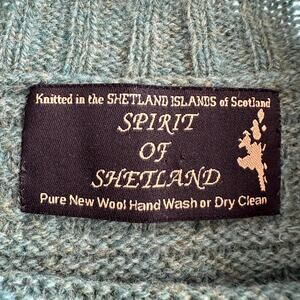 Knitted in the SHETLAND ISLANDS of Scotland
SPIRIT
OF
SHETLAND
Pure New Wool Hand Wash or Dry Clean